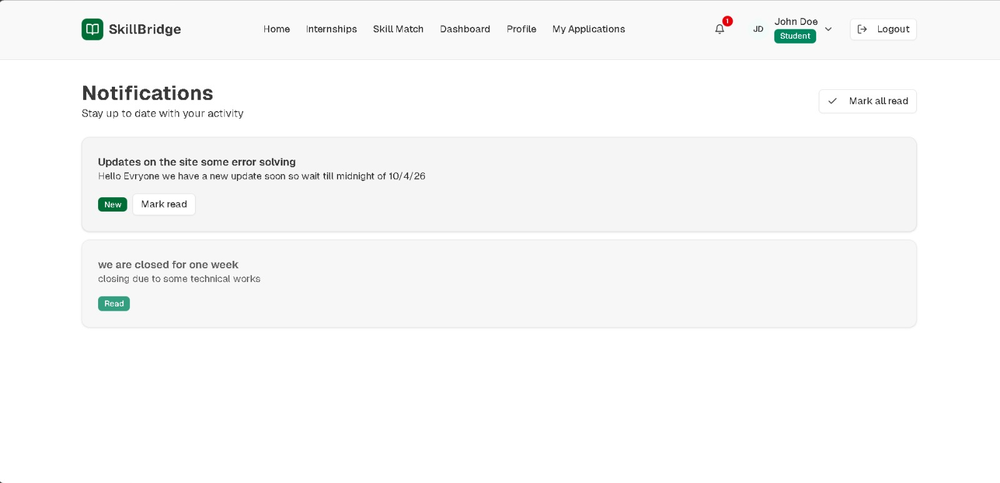 SkillBridge
Home Internships Skill Match Dashboard Profile My Applications
1
JD
John Doe
Student
Logout
Notifications
Stay up to date with your activity
Mark all read
Updates on the site some error solving
Hello Evryone we have a new update soon so wait till midnight of 10/4/26
New Mark read
we are closed for one week
closing due to some technical works
Read